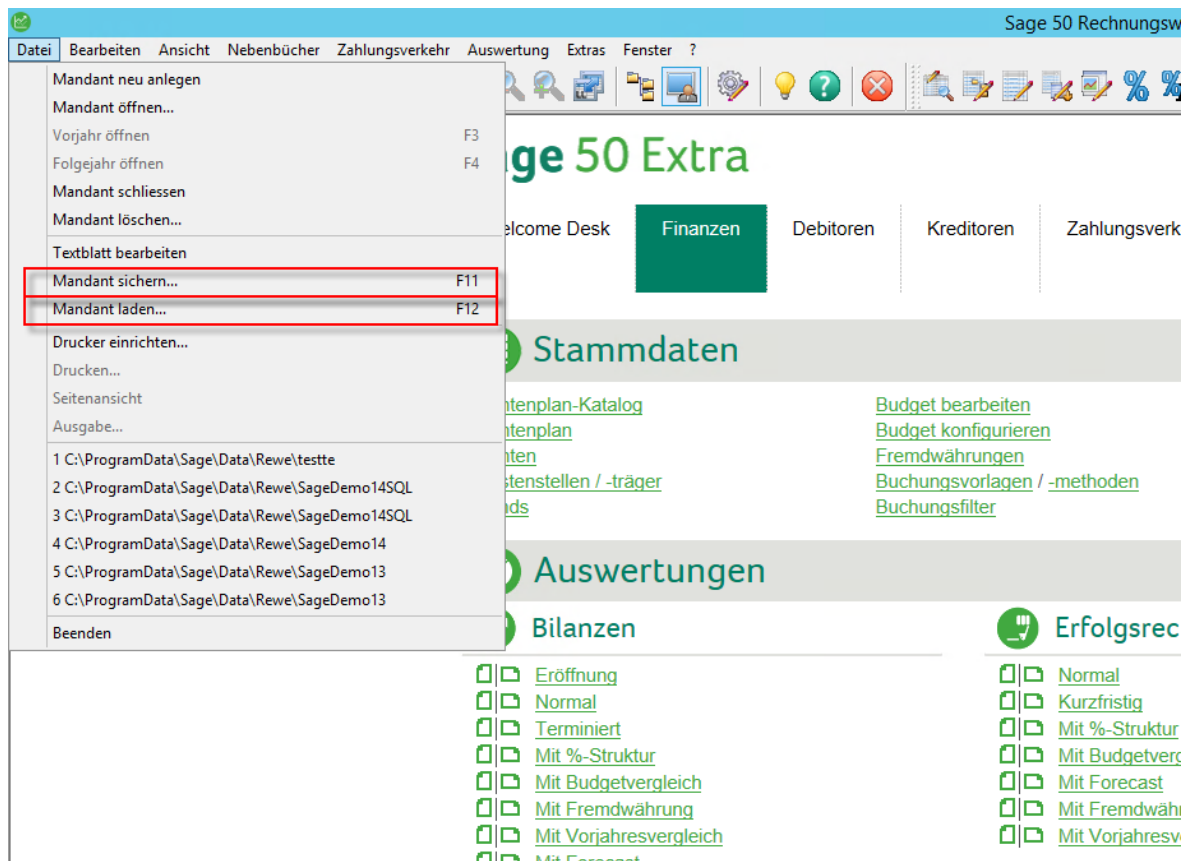 Sage 50 Rechnungsw
Datei Bearbeiten Ansicht Nebenbücher Zahlungsverkehr Auswertung Extras Fenster ?
Mandant neu anlegen
Mandant öffnen...
Vorjahr öffnen F3
Folgejahr öffnen F4
Mandant schliessen
Mandant löschen...
Textblatt bearbeiten
Mandant sichern... F11
Mandant laden... F12
Drucker einrichten...
Drucken...
Seitenansicht
Ausgabe...
1 C:\ProgramData\Sage\Data\Rewe\testte
2 C:\ProgramData\Sage\Data\Rewe\SageDemo14SQL
3 C:\ProgramData\Sage\Data\Rewe\SageDemo14SQL
4 C:\ProgramData\Sage\Data\Rewe\SageDemo14
5 C:\ProgramData\Sage\Data\Rewe\SageDemo13
6 C:\ProgramData\Sage\Data\Rewe\SageDemo13
Beenden
age 50 Extra
elcome Desk Finanzen Debitoren Kreditoren Zahlungsverk
Stammdaten
ntenplan-Katalog Budget bearbeiten
ntenplan Budget konfigurieren
nten Fremdwährungen
stenstellen / -träger Buchungsvorlagen / -methoden
nds Buchungsfilter
Auswertungen
Bilanzen Erfolgsrec
Eröffnung Normal
Normal Kurzfristig
Terminiert Mit %-Struktur
Mit %-Struktur Mit Budgetverg
Mit Budgetvergleich Mit Forecast
Mit Fremdwährung Mit Fremdwähr
Mit Vorjahresvergleich Mit Vorjahresv
Mit Forecast